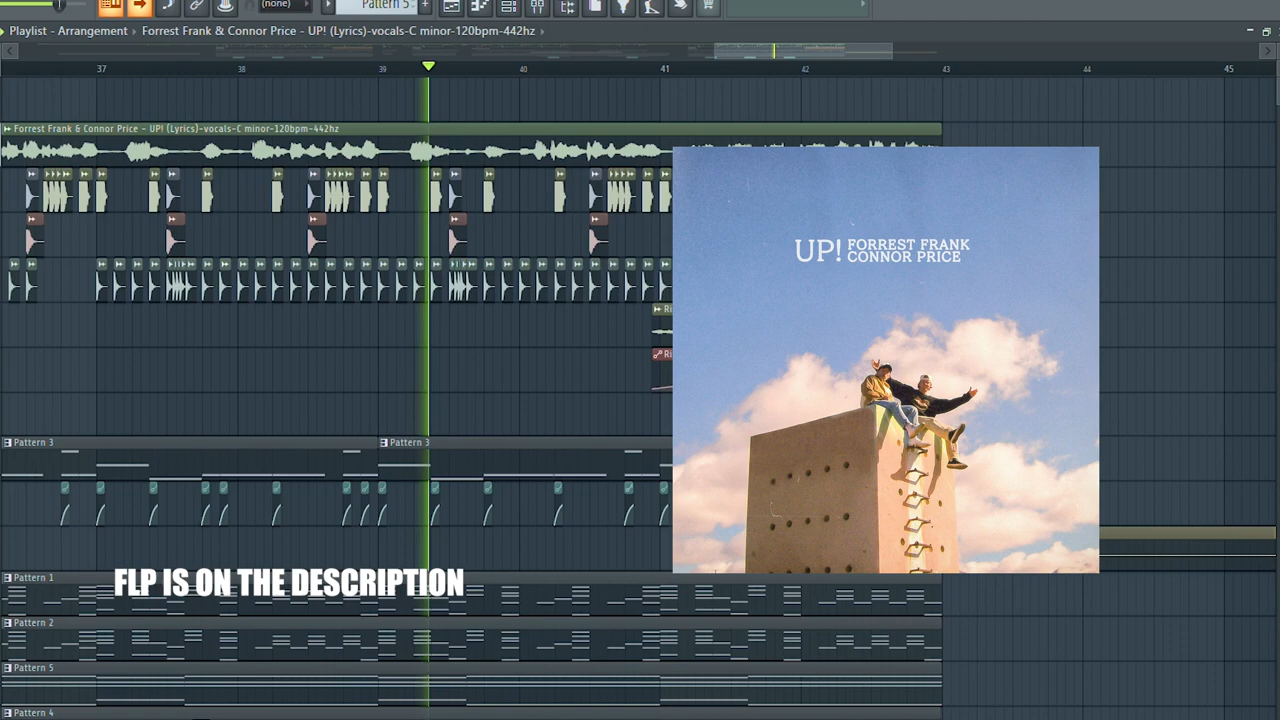 (none)
Pattern 5
Playlist - Arrangement › Forrest Frank & Connor Price - UP! (Lyrics)-vocals-C minor-120bpm-442hz ›
37 38 39 40 41 42 43 44 45
Forrest Frank & Connor Price - UP! (Lyrics)-vocals-C minor-120bpm-442hz
UP! FORREST FRANK
CONNOR PRICE
Ri
Ri
Pattern 3
Pattern 3
FLP IS ON THE DESCRIPTION
Pattern 1
Pattern 2
Pattern 5
Pattern 4